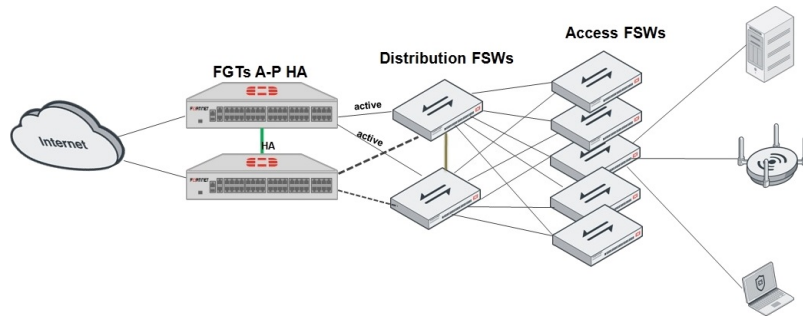 Access FSWs
Distribution FSWs
FGTs A-P HA
active
active
Internet
HA